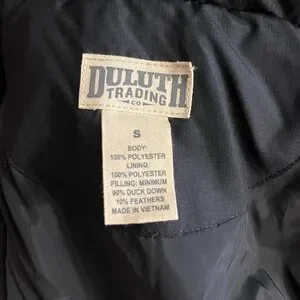 DULUTH
TRADING
CO
S
BODY:
100% POLYESTER
LINING:
100% POLYESTER
FILLING: MINIMUM
90% DUCK DOWN
10% FEATHERS
MADE IN VIETNAM